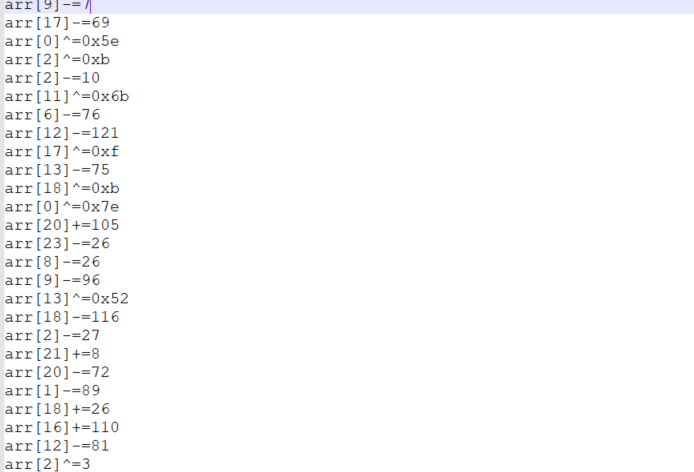 arr[9]-=7
arr[17]-=69
arr[0]^=0x5e
arr[2]^=0xb
arr[2]-=10
arr[11]^=0x6b
arr[6]-=76
arr[12]-=121
arr[17]^=0xf
arr[13]-=75
arr[18]^=0xb
arr[0]^=0x7e
arr[20]+=105
arr[23]-=26
arr[8]-=26
arr[9]-=96
arr[13]^=0x52
arr[18]-=116
arr[2]-=27
arr[21]+=8
arr[20]-=72
arr[1]-=89
arr[18]+=26
arr[16]+=110
arr[12]-=81
arr[2]^=3